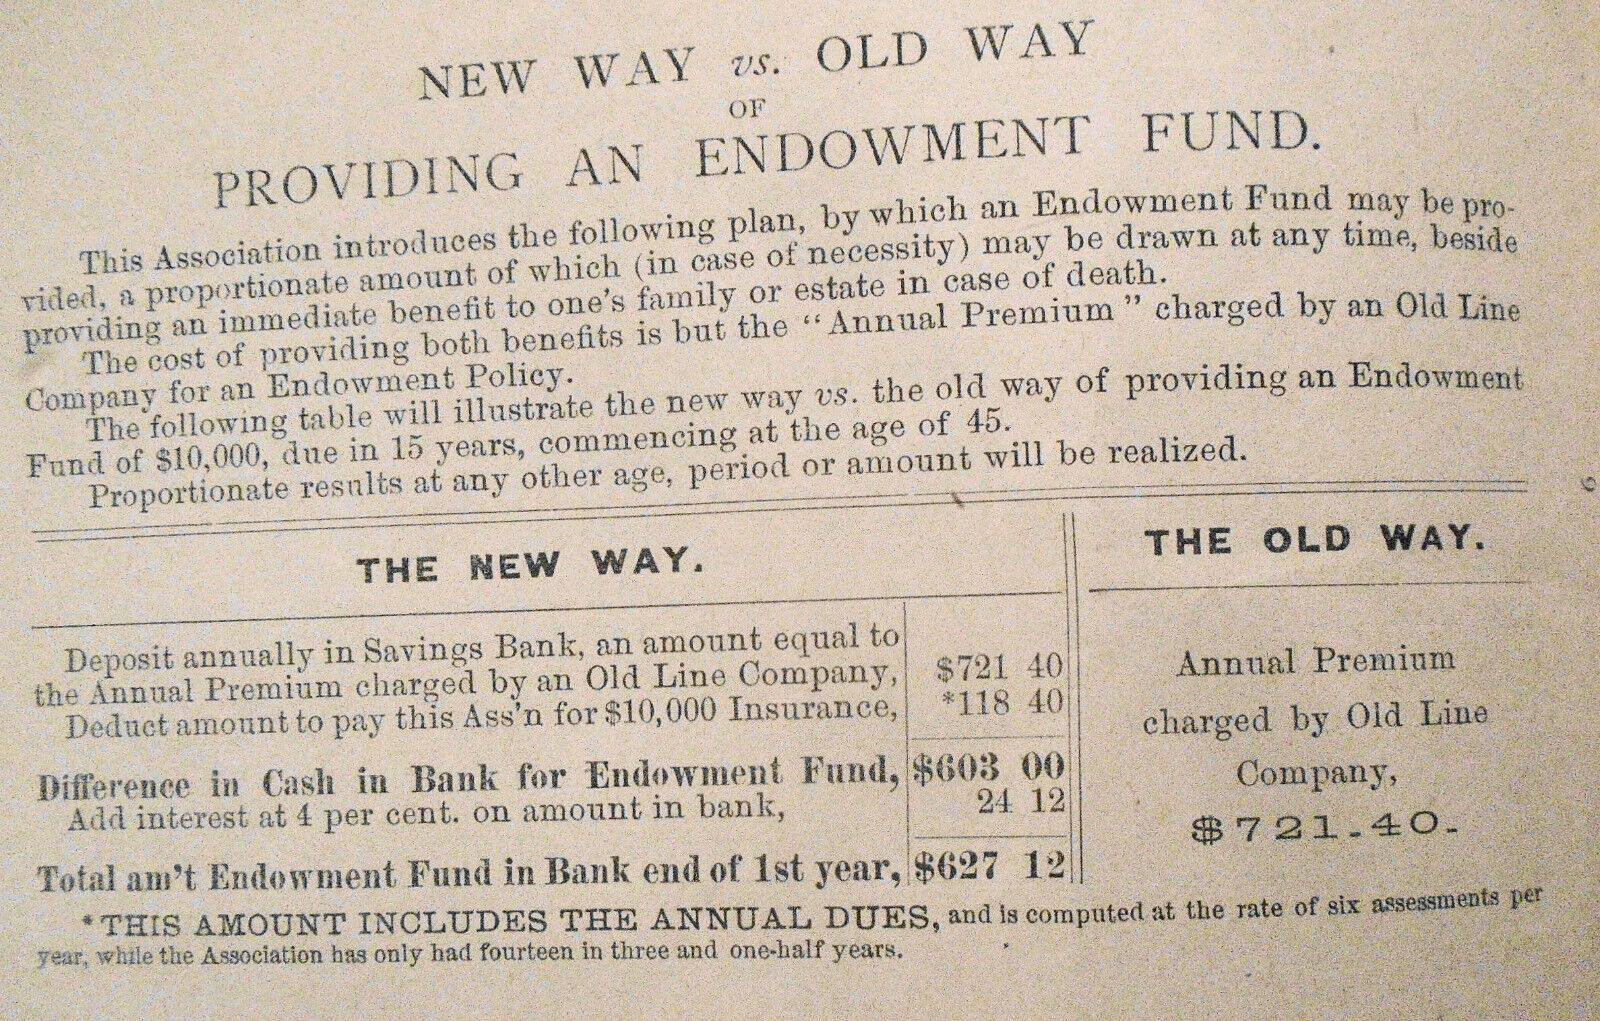 NEW WAY vs. OLD WAY
OF
PROVIDING AN ENDOWMENT FUND.
This Association introduces the following plan, by which an Endowment Fund may be pro-
vided, a proportionate amount of which (in case of necessity) may be drawn at any time, beside
providing an immediate benefit to one's family or estate in case of death.
The cost of providing both benefits is but the “Annual Premium” charged by an Old Line
Company for an Endowment Policy.
The following table will illustrate the new way vs. the old way of providing an Endowment
Fund of $10,000, due in 15 years, commencing at the age of 45.
Proportionate results at any other age, period or amount will be realized.
THE NEW WAY.
Deposit annually in Savings Bank, an amount equal to
the Annual Premium charged by an Old Line Company, $721 40
Deduct amount to pay this Ass'n for $10,000 Insurance, *118 40
Difference in Cash in Bank for Endowment Fund, $603 00
Add interest at 4 per cent. on amount in bank, 24 12
Total am't Endowment Fund in Bank end of 1st year, $627 12
THE OLD WAY.
Annual Premium
charged by Old Line
Company,
$721.40.
*THIS AMOUNT INCLUDES THE ANNUAL DUES, and is computed at the rate of six assessments per
year, while the Association has only had fourteen in three and one-half years.